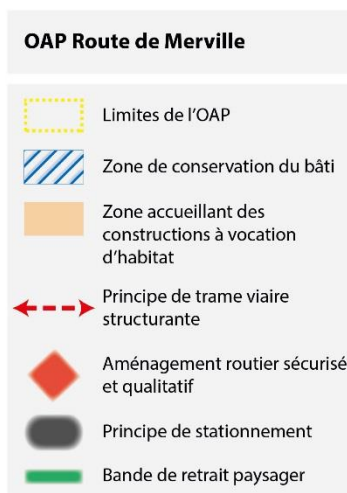 OAP Route de Merville
Limites de l'OAP
Zone de conservation du bâti
Zone accueillant des
constructions à vocation
d'habitat
Principe de trame viaire
structurante
Aménagement routier sécurisé
et qualitatif
Principe de stationnement
Bande de retrait paysager